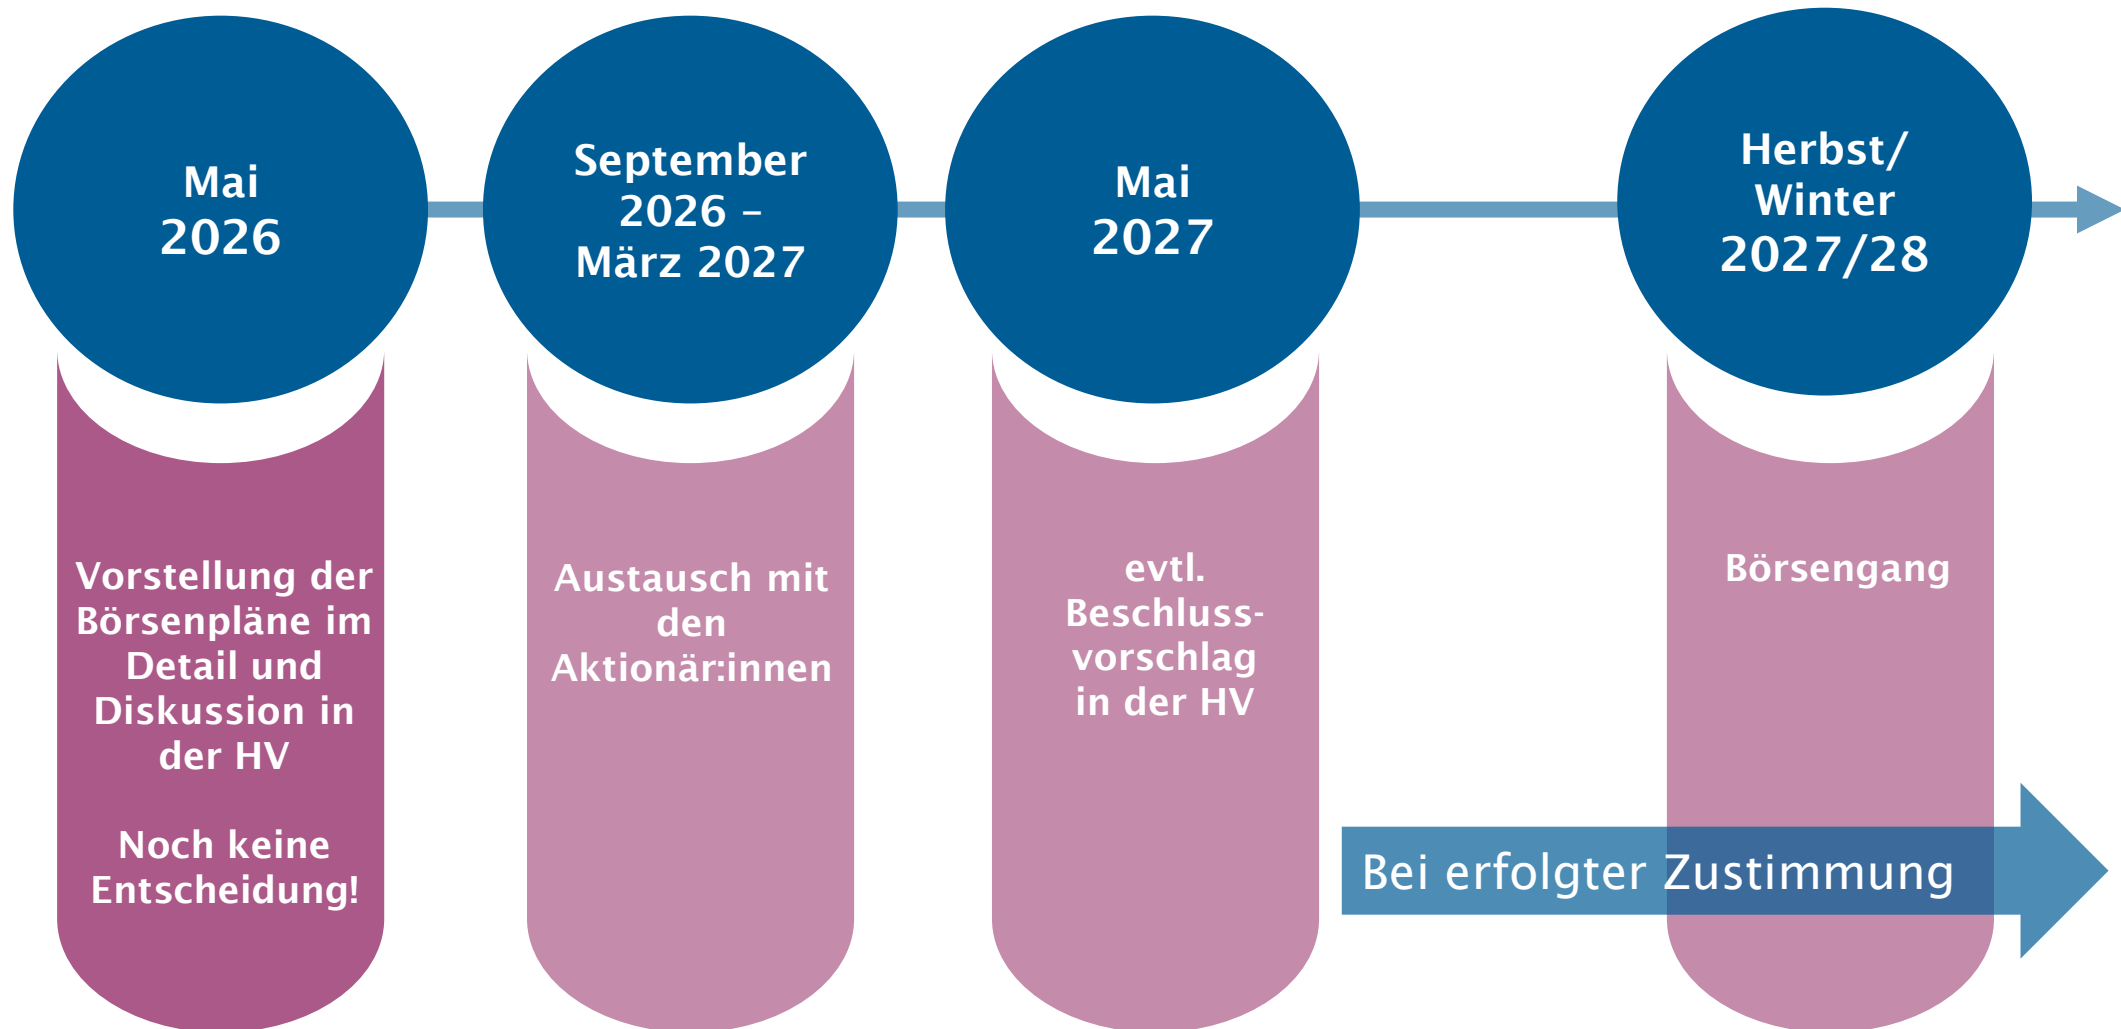 Mai
2026
September
2026 –
März 2027
Mai
2027
Herbst/
Winter
2027/28
Vorstellung der
Börsenpläne im
Detail und
Diskussion in
der HV
Noch keine
Entscheidung!
Austausch mit
den
Aktionär:innen
evtl.
Beschluss-
vorschlag
in der HV
Börsengang
Bei erfolgter Zustimmung